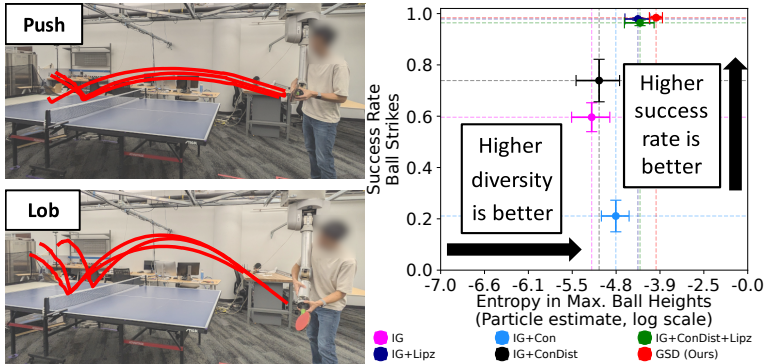 Push
Lob
Success Rate
Ball Strikes
1.0
0.8
0.6
0.4
0.2
0.0
Higher
diversity
is better
Higher
success
rate is
better
-7.0
-6.6
-6.1
-5.5
-4.8
-3.9
-2.5
-0.0
Entropy in Max. Ball Heights
(Particle estimate, log scale)
IG
IG+Con
IG+ConDist+Lipz
IG+Lipz
IG+ConDist
GSD (Ours)